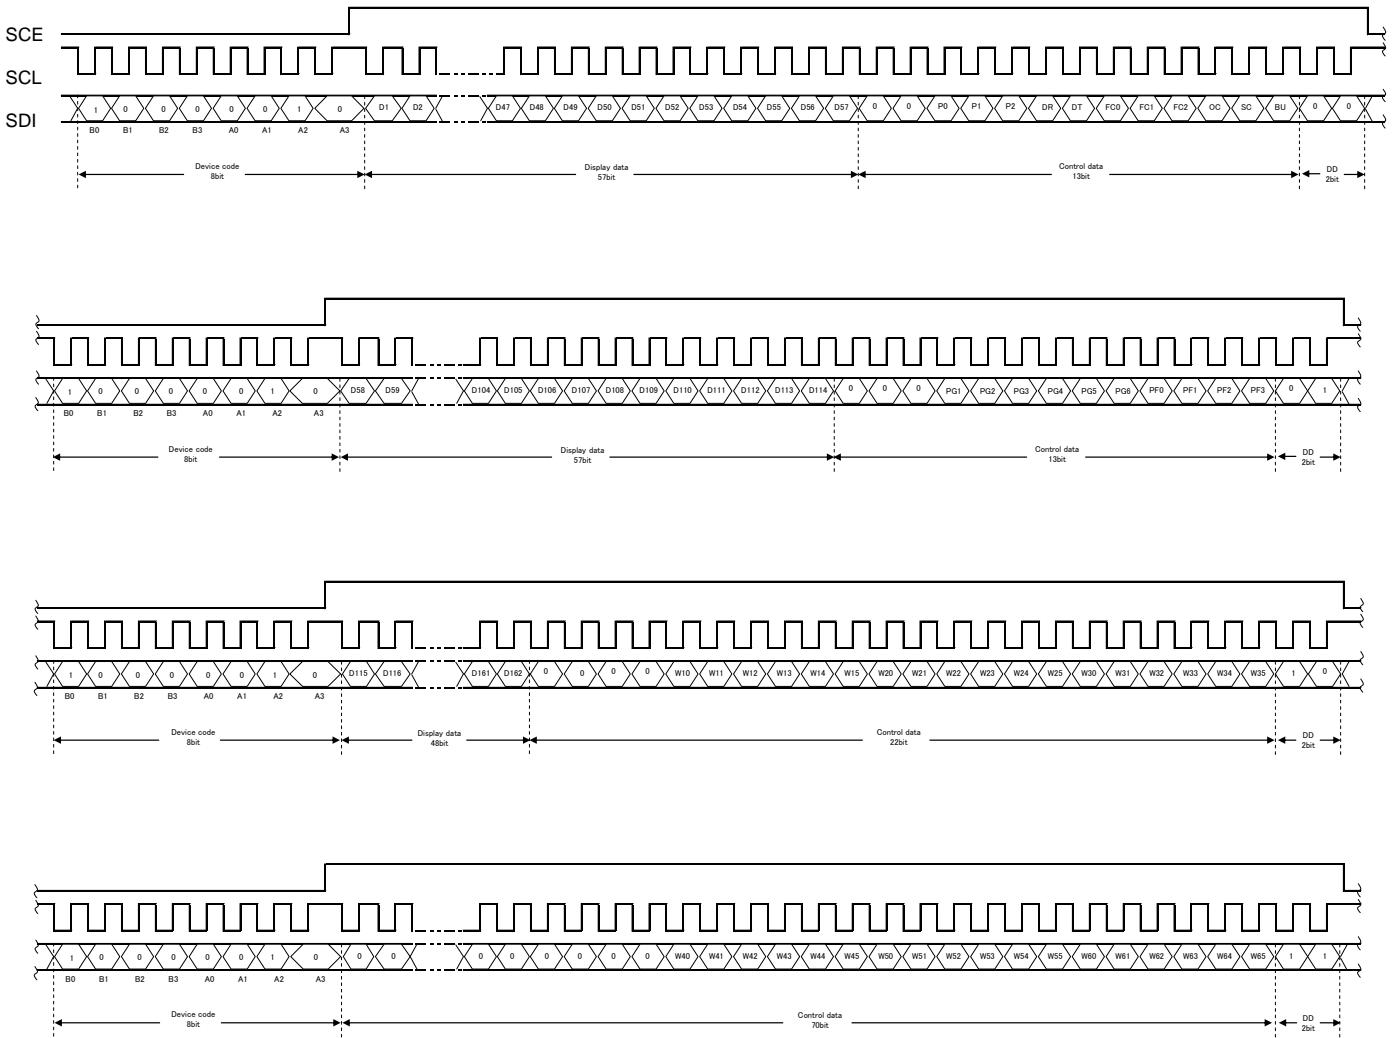 SCE
SCL
SDI
1 0 0 0 0 0 1 0 D1 D2 D47 D48 D49 D50 D51 D52 D53 D54 D55 D56 D57 0 0 P0 P1 P2 DR DT FC0 FC1 FC2 OC SC BU 0 0
B0 B1 B2 B3 A0 A1 A2 A3
Device code
8bit
Display data
57bit
Control data
13bit
DD
2bit
1 0 0 0 0 0 1 0 D58 D59 D104 D105 D106 D107 D108 D109 D110 D111 D112 D113 D114 0 0 0 PG1 PG2 PG3 PG4 PG5 PG6 PF0 PF1 PF2 PF3 0 1
B0 B1 B2 B3 A0 A1 A2 A3
Device code
8bit
Display data
57bit
Control data
13bit
DD
2bit
1 0 0 0 0 0 1 0 D115 D116 D161 D162 0 0 0 0 W10 W11 W12 W13 W14 W15 W20 W21 W22 W23 W24 W25 W30 W31 W32 W33 W34 W35 1 0
B0 B1 B2 B3 A0 A1 A2 A3
Device code
8bit
Display data
48bit
Control data
22bit
DD
2bit
1 0 0 0 0 0 1 0 0 0 0 0 0 0 0 0 W40 W41 W42 W43 W44 W45 W50 W51 W52 W53 W54 W55 W60 W61 W62 W63 W64 W65 1 1
B0 B1 B2 B3 A0 A1 A2 A3
Device code
8bit
Control data
70bit
DD
2bit